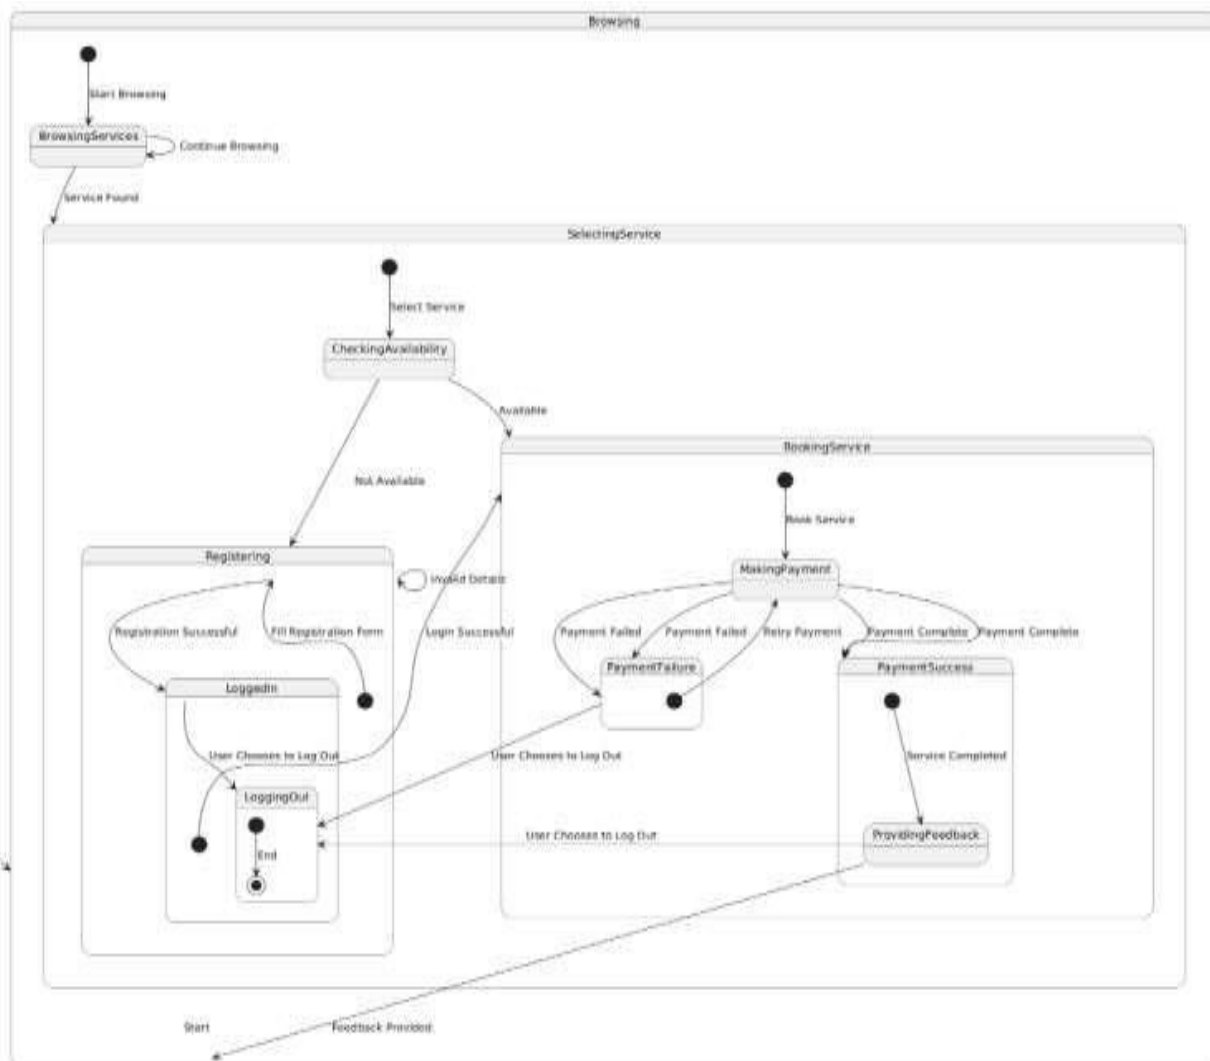 Browsing
Start Browsing
BrowsingServices
Continue Browsing
Service Found
SelectingService
Select Service
CheckingAvailability
Available
BookingService
Not Available
Book Service
Registering
MakingPayment
Invalid Details
Registration Successful
Fill Registration Form
Login Successful
Payment Failed
Payment Failed
Retry Payment
Payment Complete
Payment Complete
PaymentFailure
PaymentSuccess
LoggedIn
User Chooses to Log Out
User Chooses to Log Out
Service Completed
LoggingOut
ProvidingFeedback
User Chooses to Log Out
End
Start
Feedback Provided